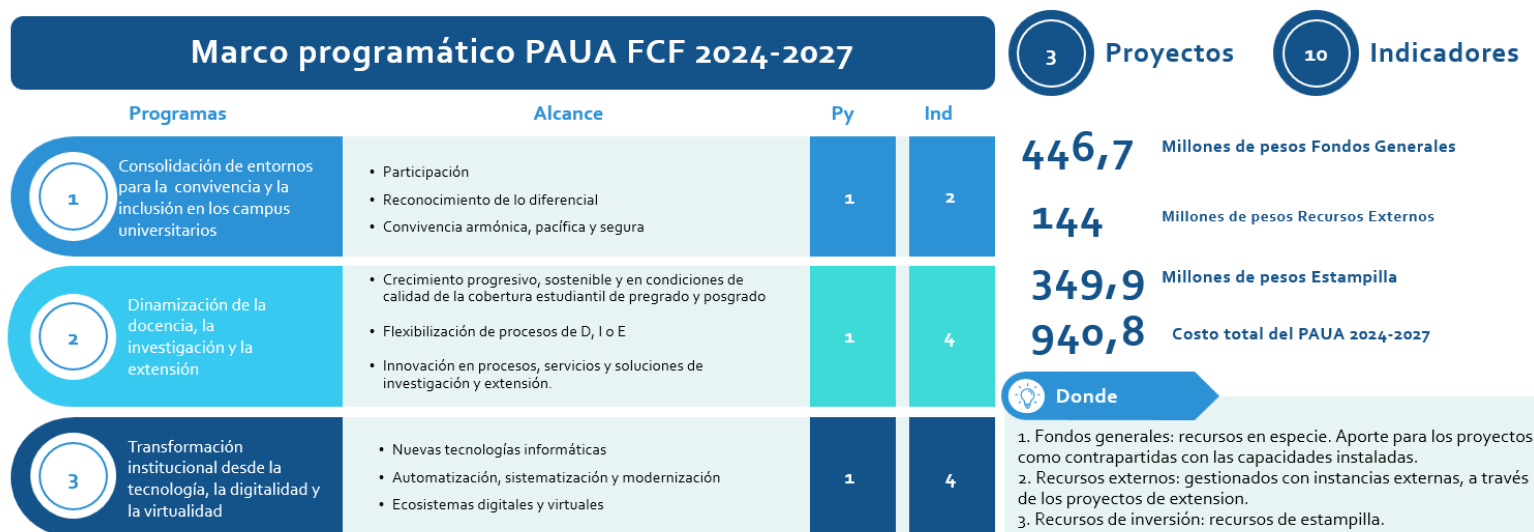 Marco programático PAUA FCF 2024-2027
3
Proyectos
10
Indicadores
Programas
Alcance
Py
Ind
1
Consolidación de entornos
para la convivencia y la
inclusión en los campus
universitarios
• Participación
• Reconocimiento de lo diferencial
• Convivencia armónica, pacífica y segura
1
2
2
Dinamización de la
docencia, la
investigación y la
extensión
• Crecimiento progresivo, sostenible y en condiciones de
calidad de la cobertura estudiantil de pregrado y posgrado
• Flexibilización de procesos de D, I o E
• Innovación en procesos, servicios y soluciones de
investigación y extensión.
1
4
3
Transformación
institucional desde la
tecnología, la digitalidad y
la virtualidad
• Nuevas tecnologías informáticas
• Automatización, sistematización y modernización
• Ecosistemas digitales y virtuales
1
4
446,7
Millones de pesos Fondos Generales
144
Millones de pesos Recursos Externos
349,9
Millones de pesos Estampilla
940,8
Costo total del PAUA 2024-2027
Donde
1. Fondos generales: recursos en especie. Aporte para los proyectos
como contrapartidas con las capacidades instaladas.
2. Recursos externos: gestionados con instancias externas, a través
de los proyectos de extension.
3. Recursos de inversión: recursos de estampilla.